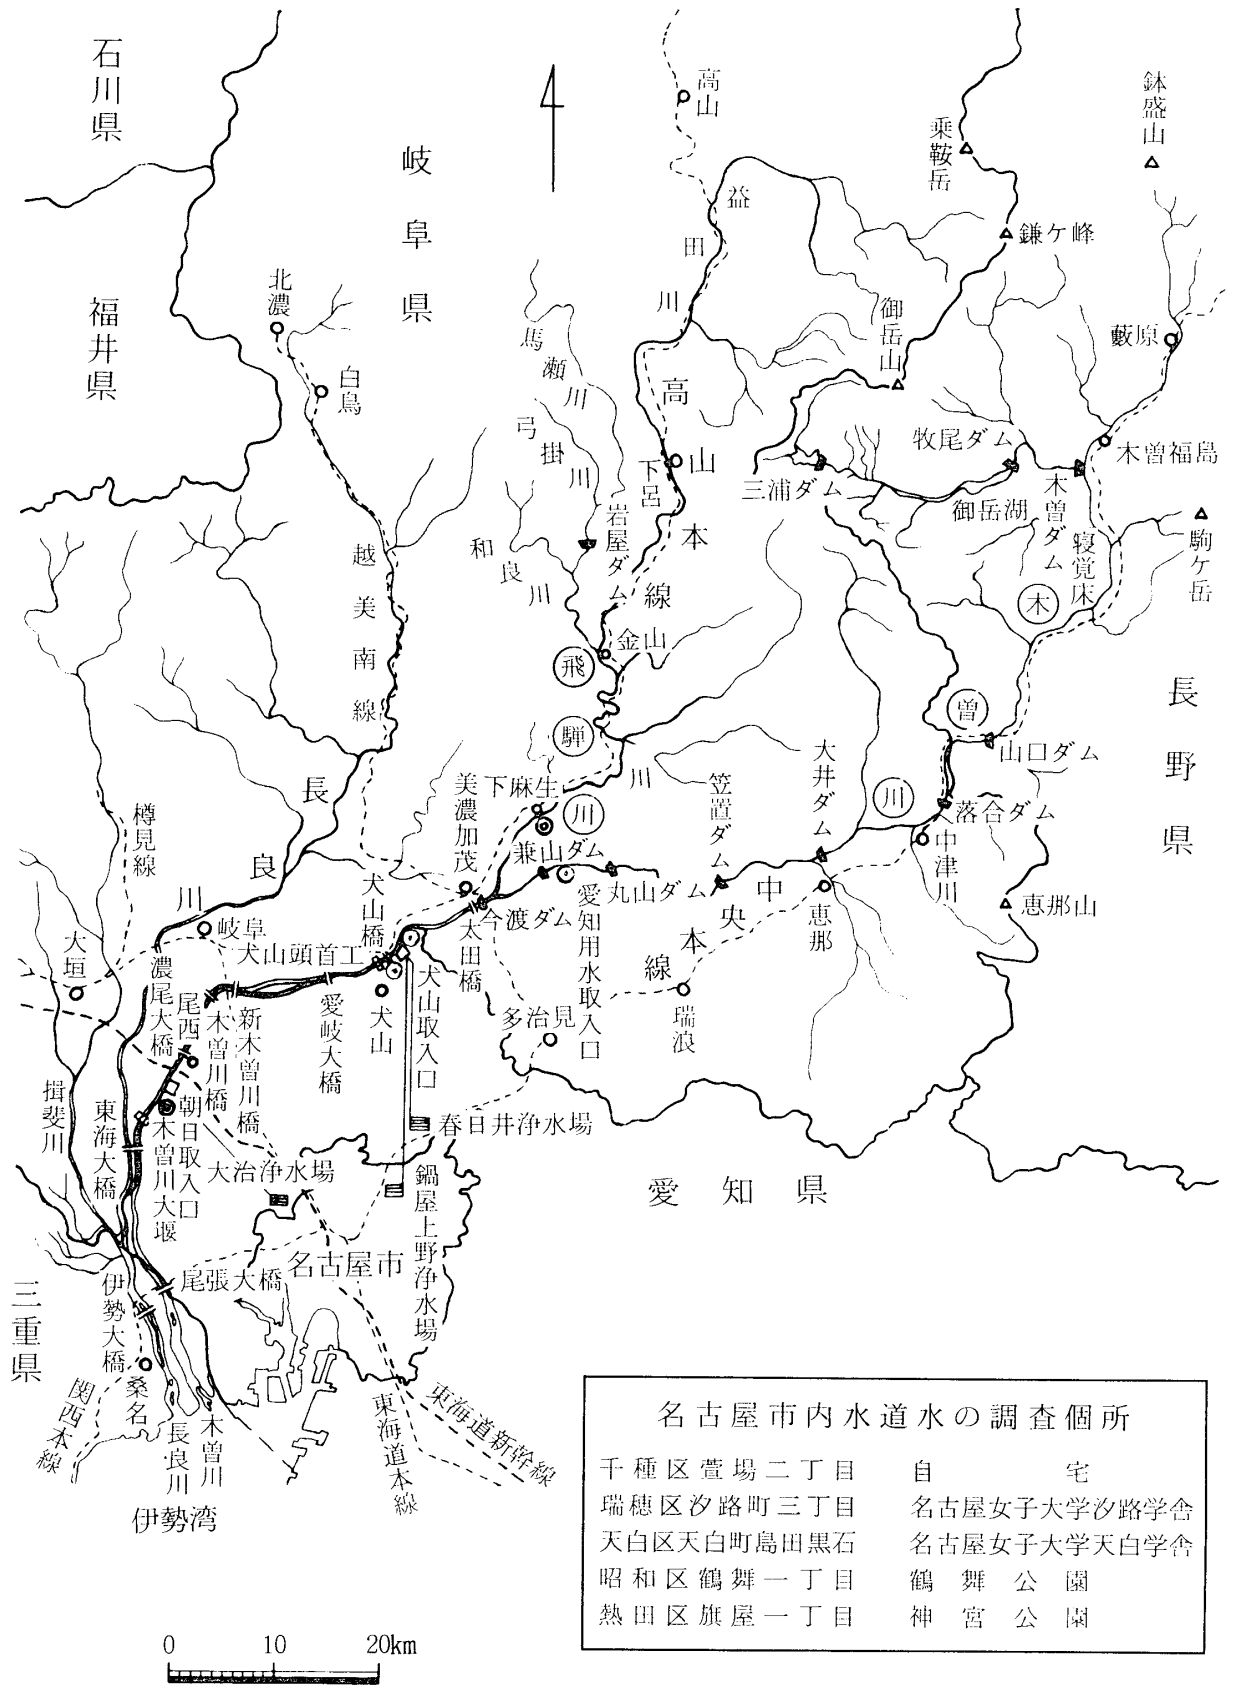 石川県
福井県
岐阜県
長野県
愛知県
三重県
高山
乗鞍岳
鉢盛山
鎌ケ峰
益田川
北濃
白鳥
馬瀬川
弓掛川
和良川
御岳山
藪原
高山本線
下呂
岩屋ダム
三浦ダム
牧尾ダム
御岳湖
木曽ダム
木曽福島
寝覚床
駒ケ岳
越美南線
金山
飛騨川
木曽川
山口ダム
落合ダム
中津川
恵那山
大井ダム
恵那
笠置ダム
丸山ダム
兼山ダム
下麻生
川
美濃加茂
今渡ダム
太田橋
愛知用水取入口
中央本線
瑞浪
多治見
長良川
樽見線
大垣
岐阜
犬山橋
犬山頭首工
犬山
犬山取入口
愛岐大橋
新木曽川橋
木曽川橋
尾西
濃尾大橋
朝日取入口
木曽川大堰
東海大橋
揖斐川
春日井浄水場
大治浄水場
鍋屋上野浄水場
名古屋市
尾張大橋
伊勢大橋
桑名
関西本線
長良川
木曽川
伊勢湾
東海道本線
東海道新幹線
名古屋市内水道水の調査個所
千種区萱場二丁目 自宅
瑞穂区汐路町三丁目 名古屋女子大学汐路学舎
天白区天白町島田黒石 名古屋女子大学天白学舎
昭和区鶴舞一丁目 鶴舞公園
熱田区旗屋一丁目 神宮公園
0 10 20km